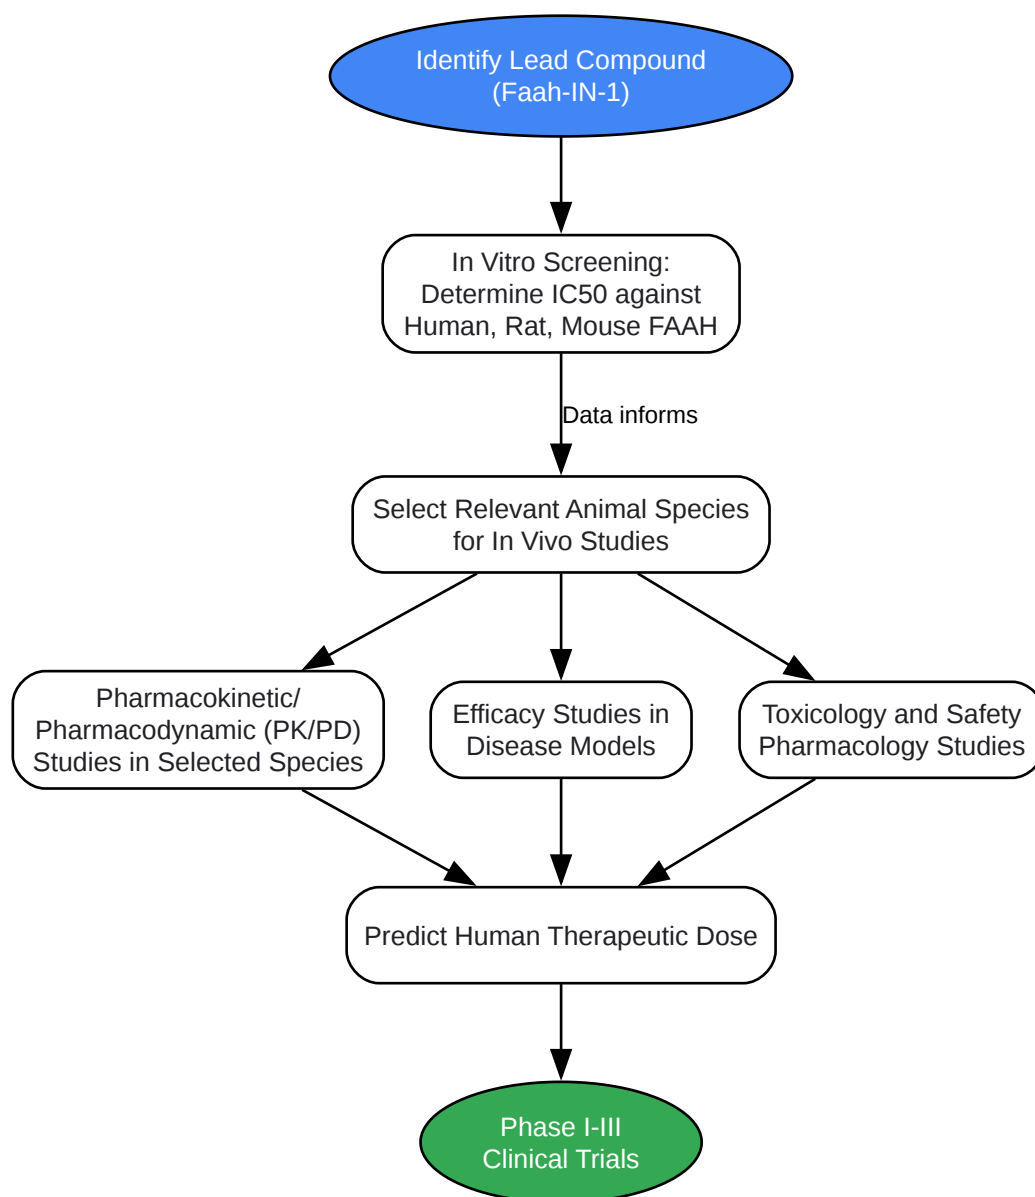 Identify Lead Compound
(Faah-IN-1)
In Vitro Screening:
Determine IC50 against
Human, Rat, Mouse FAAH
Data informs
Select Relevant Animal Species
for In Vivo Studies
Pharmacokinetic/
Pharmacodynamic (PK/PD)
Studies in Selected Species
Efficacy Studies in
Disease Models
Toxicology and Safety
Pharmacology Studies
Predict Human Therapeutic Dose
Phase I-III
Clinical Trials